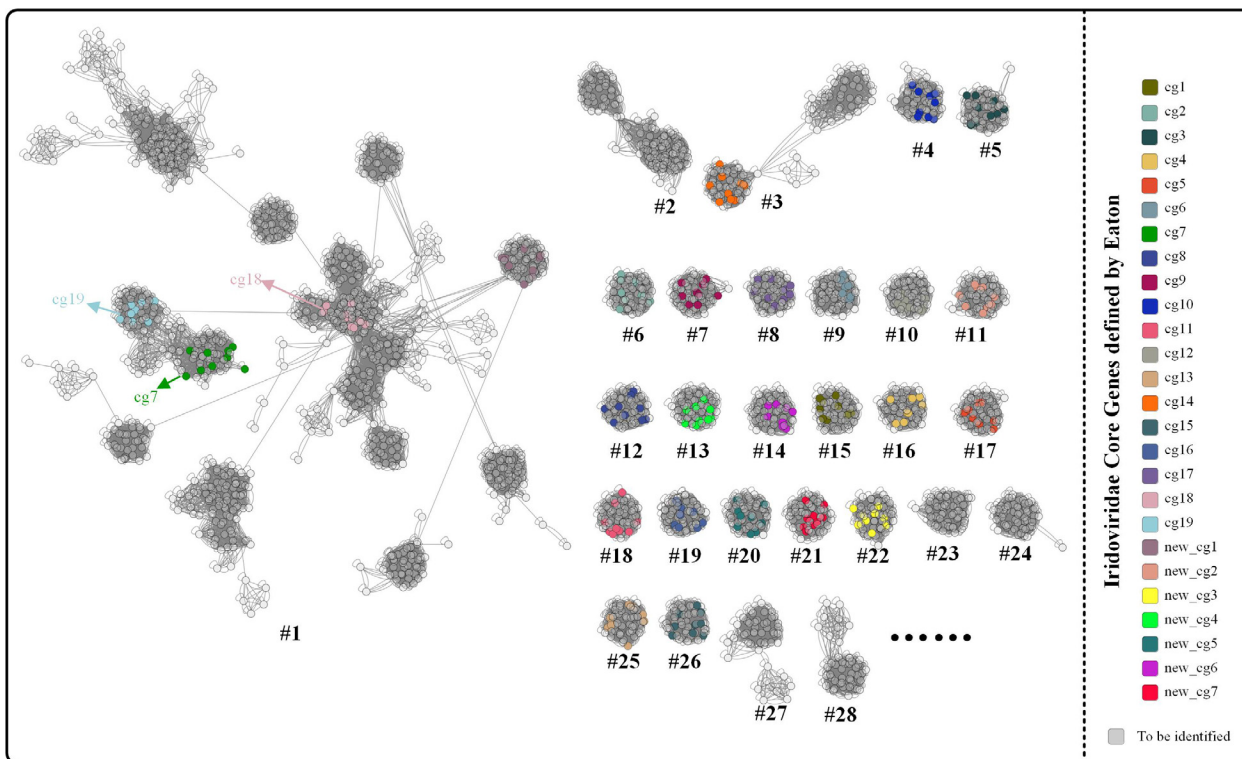 cg18
cg19
cg7
#1
#2
#3
#4
#5
#6
#7
#8
#9
#10
#11
#12
#13
#14
#15
#16
#17
#18
#19
#20
#21
#22
#23
#24
#25
#26
#27
#28
......
Iridoviridae Core Genes defined by Eaton
cg1
cg2
cg3
cg4
cg5
cg6
cg7
cg8
cg9
cg10
cg11
cg12
cg13
cg14
cg15
cg16
cg17
cg18
cg19
new_cg1
new_cg2
new_cg3
new_cg4
new_cg5
new_cg6
new_cg7
To be identified